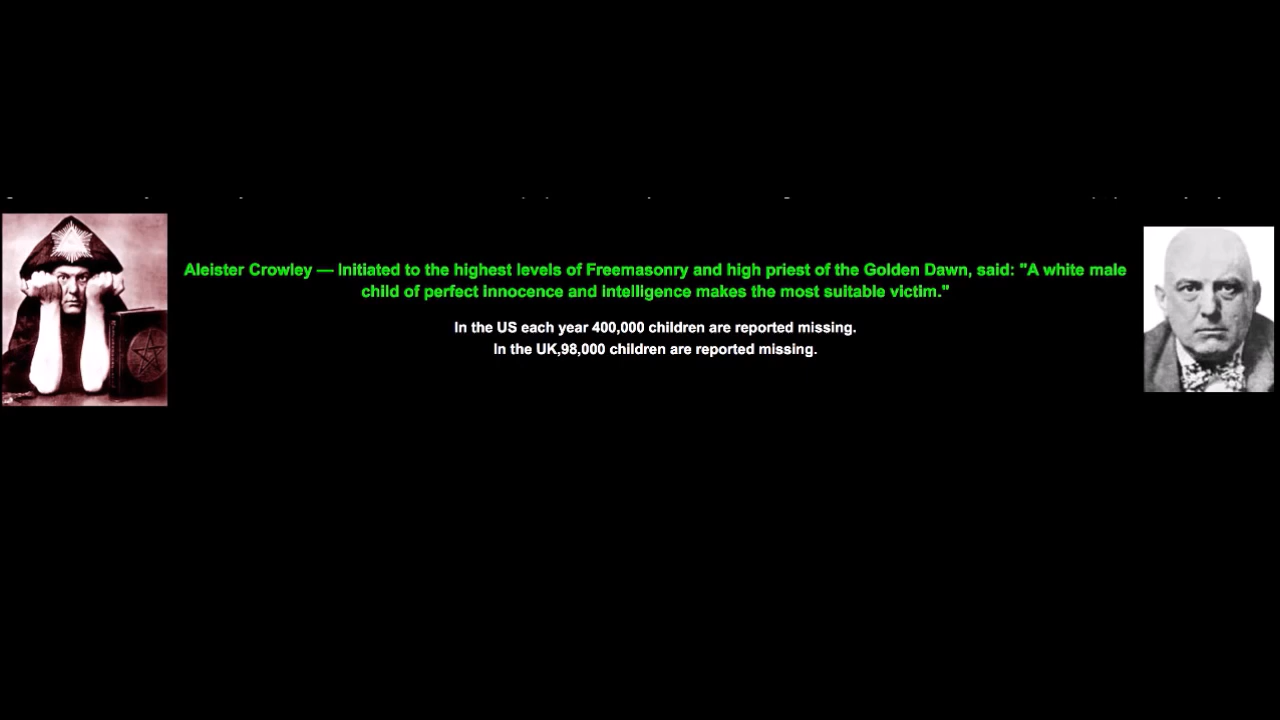 Aleister Crowley — Initiated to the highest levels of Freemasonry and high priest of the Golden Dawn, said: "A white male
child of perfect innocence and intelligence makes the most suitable victim."
In the US each year 400,000 children are reported missing.
In the UK,98,000 children are reported missing.